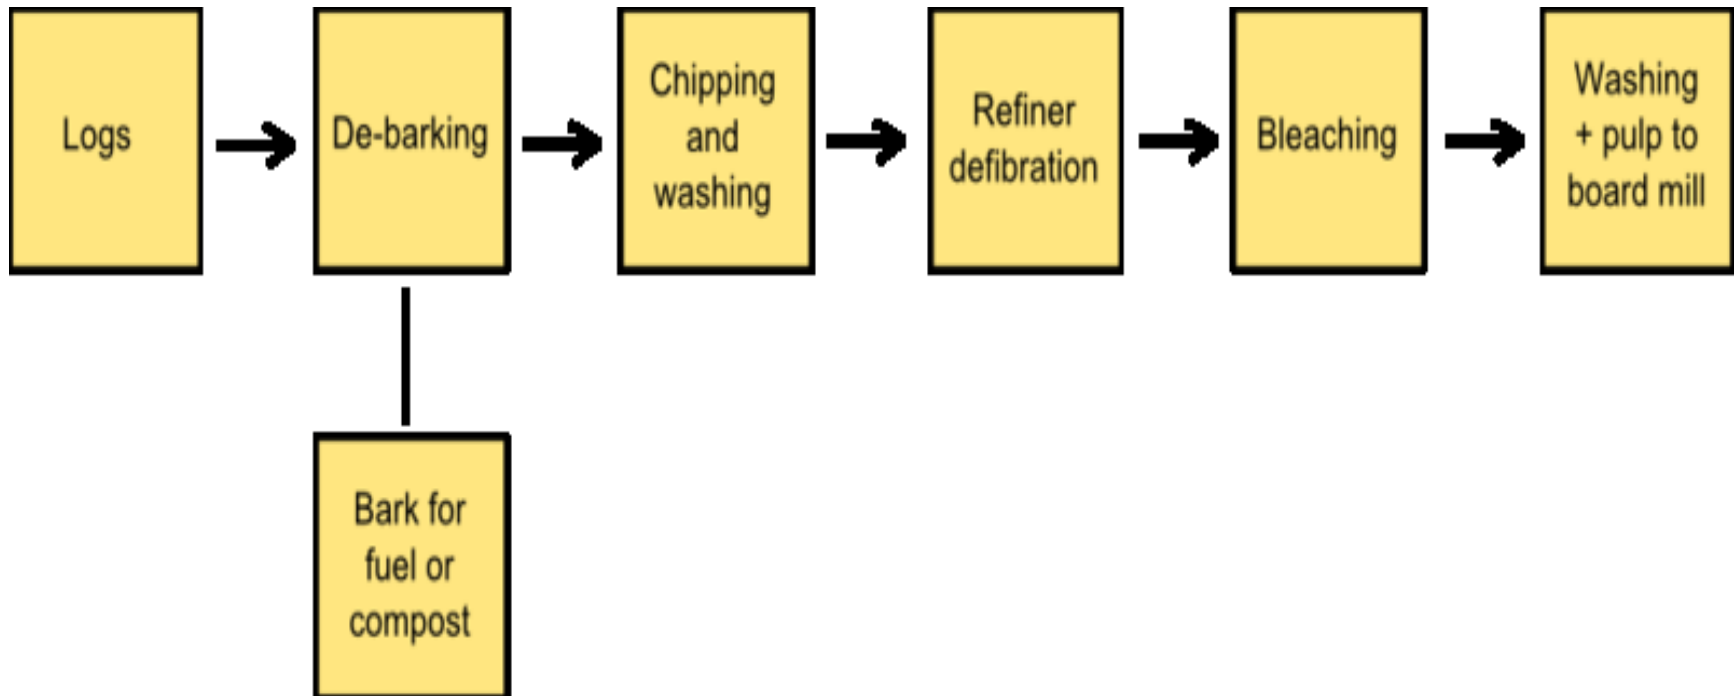 Logs
De-barking
Chipping
and
washing
Refiner
defibration
Bleaching
Washing
+ pulp to
board mill
Bark for
fuel or
compost